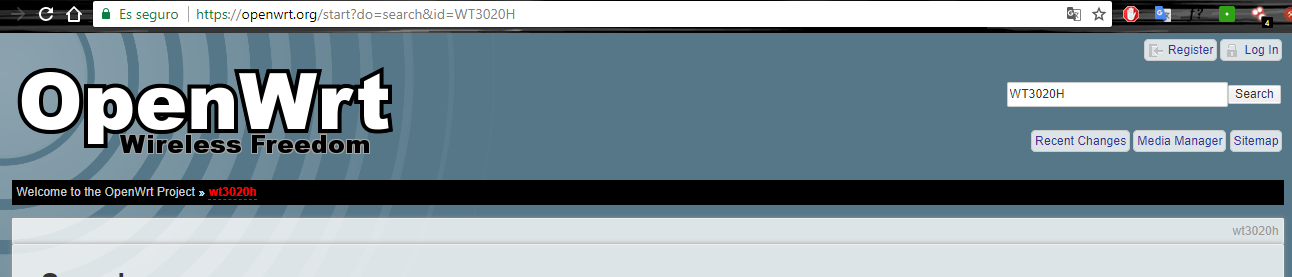 Es seguro https://openwrt.org/start?do=search&id=WT3020H
4
Register Log In
OpenWrt
Wireless Freedom
WT3020H Search
Recent Changes Media Manager Sitemap
Welcome to the OpenWrt Project » wt3020h
wt3020h